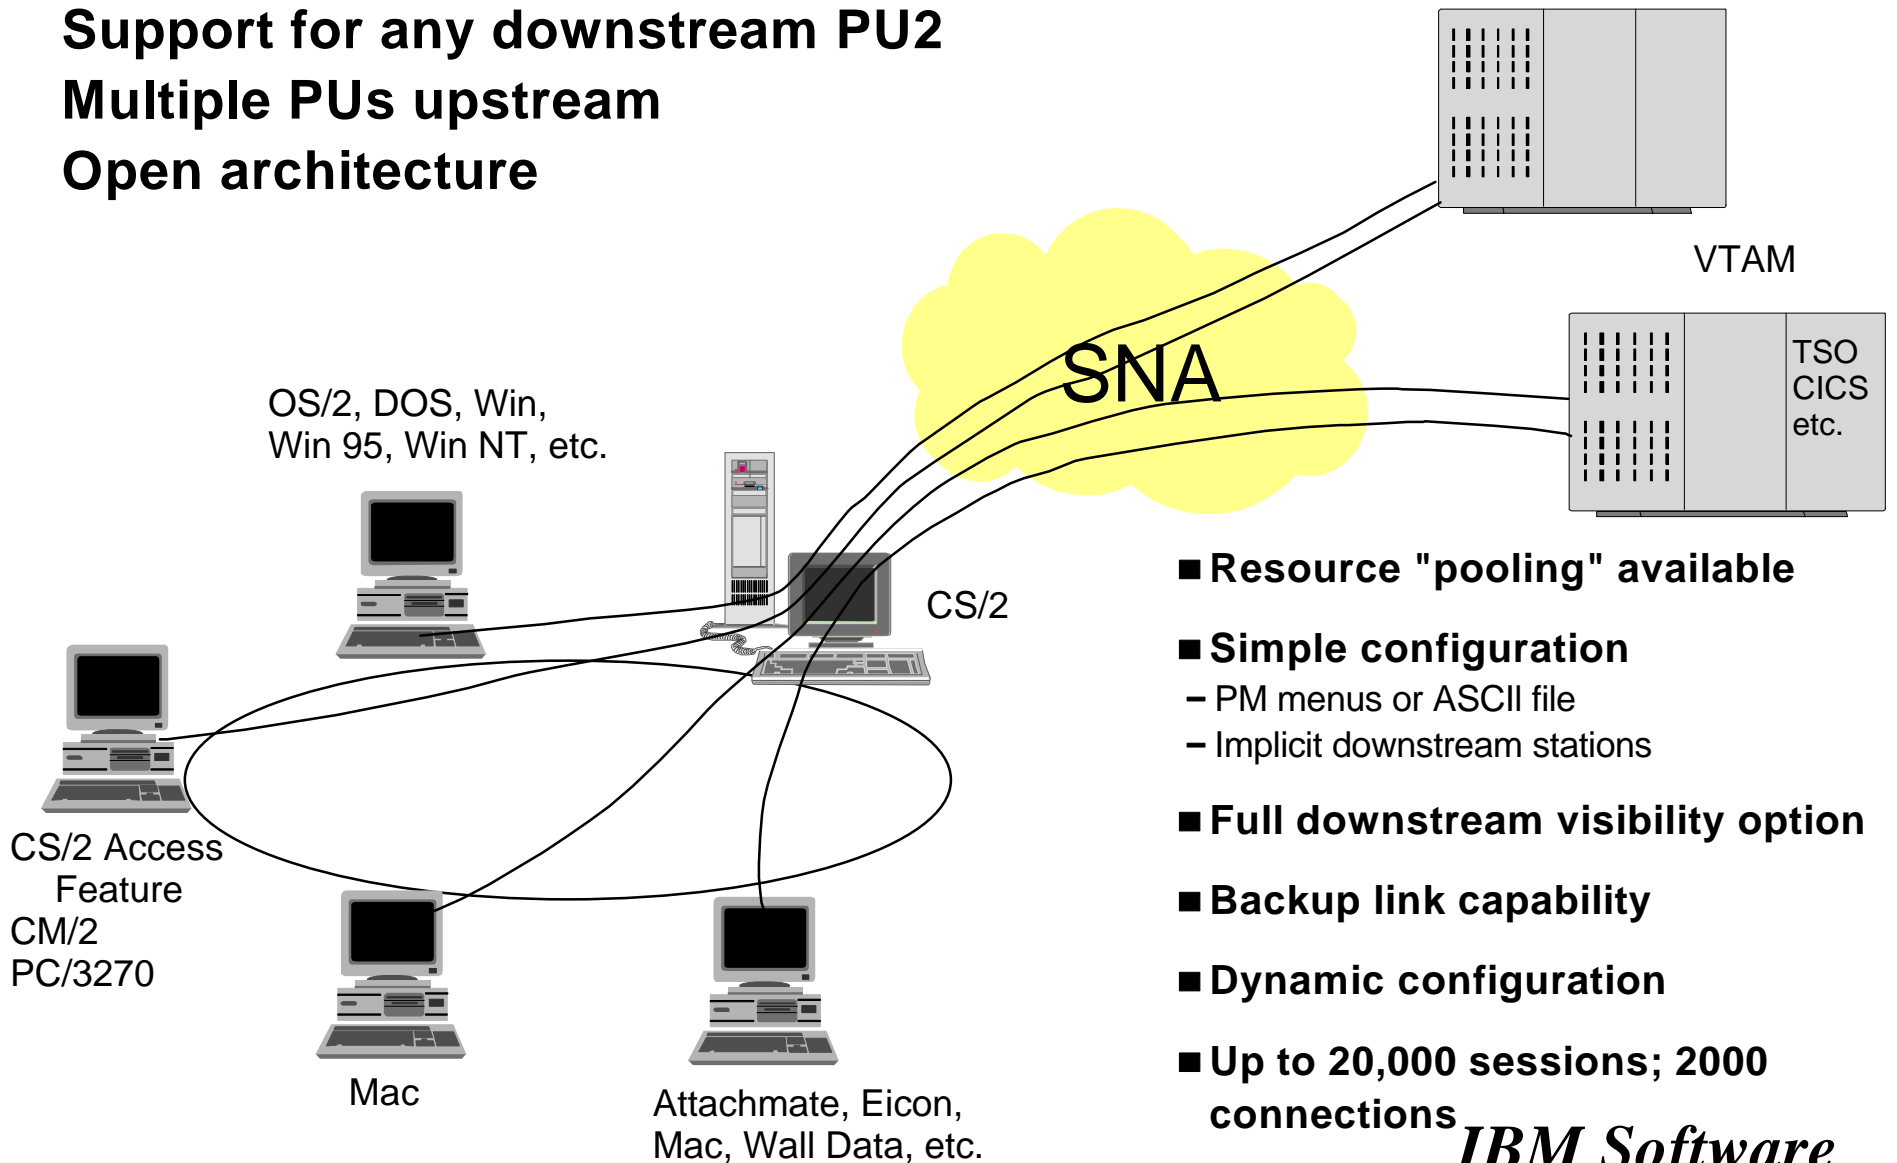 Support for any downstream PU2
Multiple PUs upstream
Open architecture
VTAM
SNA
TSO
CICS
etc.
OS/2, DOS, Win,
Win 95, Win NT, etc.
CS/2
CS/2 Access
Feature
CM/2
PC/3270
Mac
Attachmate, Eicon,
Mac, Wall Data, etc.
■ Resource "pooling" available
■ Simple configuration
– PM menus or ASCII file
– Implicit downstream stations
■ Full downstream visibility option
■ Backup link capability
■ Dynamic configuration
■ Up to 20,000 sessions; 2000
connections
IBM Software